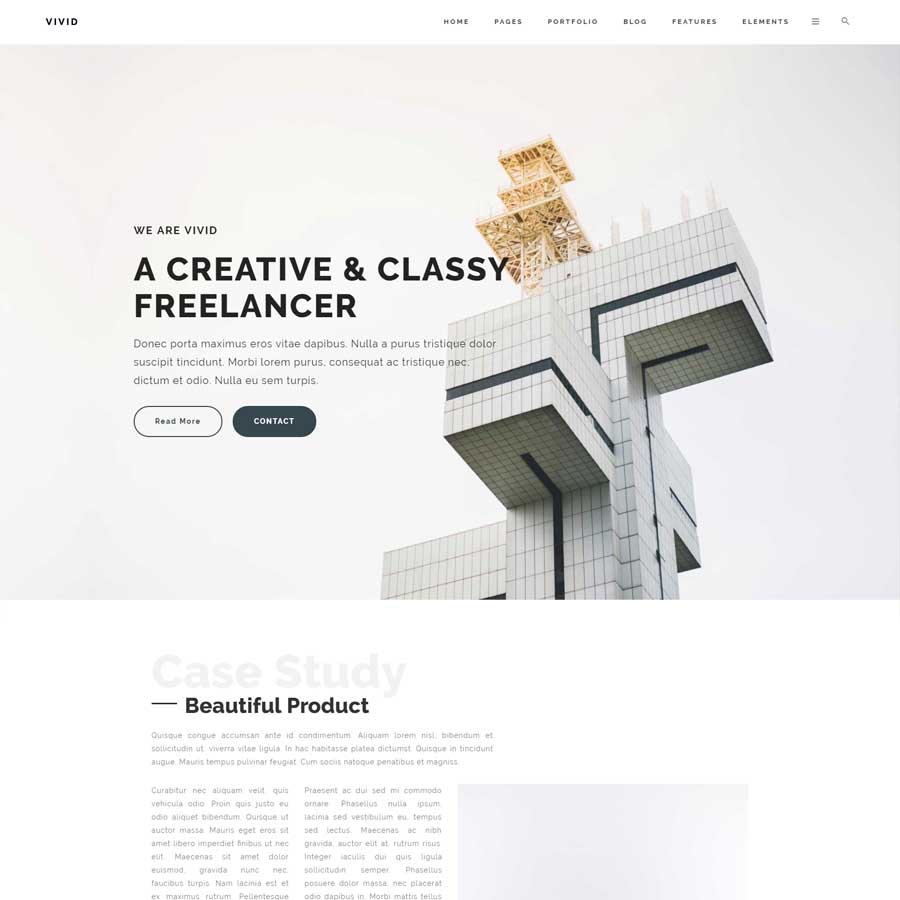 VIVID
HOME PAGES PORTFOLIO BLOG FEATURES ELEMENTS
WE ARE VIVID
A CREATIVE & CLASSY
FREELANCER
Donec porta maximus eros vitae dapibus. Nulla a purus tristique dolor
suscipit tincidunt. Morbi lorem purus, consequat ac tristique nec,
dictum et odio. Nulla eu sem turpis.
Read More CONTACT
Case Study
Beautiful Product
Quisque congue accumsan ante id condimentum. Aliquam lorem nisl, bibendum et
sollicitudin ut, viverra vitae ligula. In hac habitasse platea dictumst. Quisque in tincidunt
augue. Mauris tempus pulvinar feugiat. Cum sociis natoque penatibus et magniss.
Curabitur nec aliquam velit, quis
vehicula odio. Proin quis justo eu
odio aliquet bibendum. Quisque ut
auctor massa. Mauris eget eros sit
amet libero imperdiet finibus ut nec
elit. Maecenas sit amet dolor
euismod, gravida nunc nec,
faucibus turpis. Nam lacinia est et
ex maximus rutrum. Pellentesque
Praesent ac dui sed mi commodo
ornare. Phasellus nulla ipsum,
lacinia sed vestibulum eu, tempus
sed lectus. Maecenas ac nibh
gravida, auctor elit at, rutrum risus.
Integer iaculis dui quis ligula
sollicitudin semper. Phasellus
posuere dolor massa, nec placerat
odio dapibus in. Morbi mattis tellus